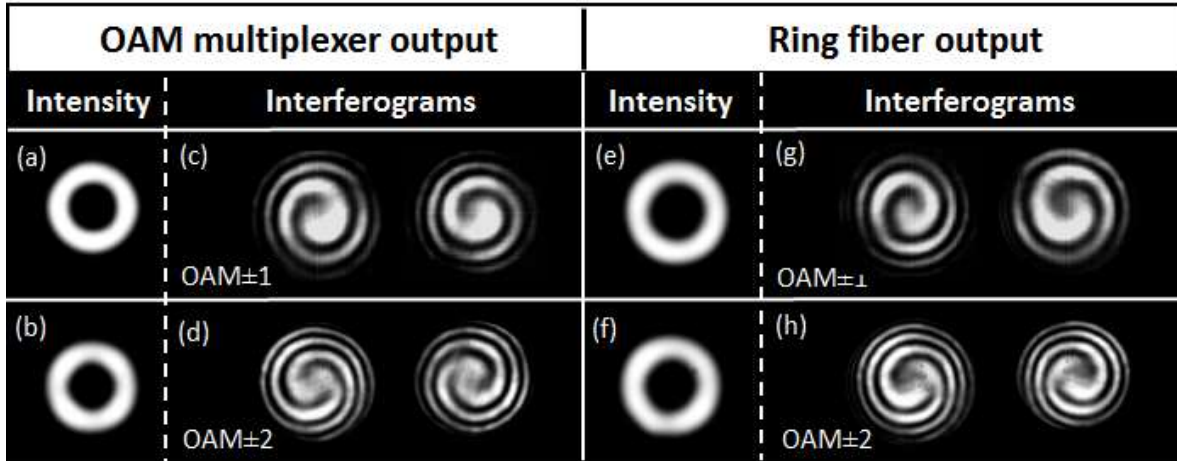 OAM multiplexer output
Ring fiber output
Intensity
Interferograms
Intensity
Interferograms
(a)
(c)
(e)
(g)
OAM±1
OAM±1
(b)
(d)
(f)
(h)
OAM±2
OAM±2